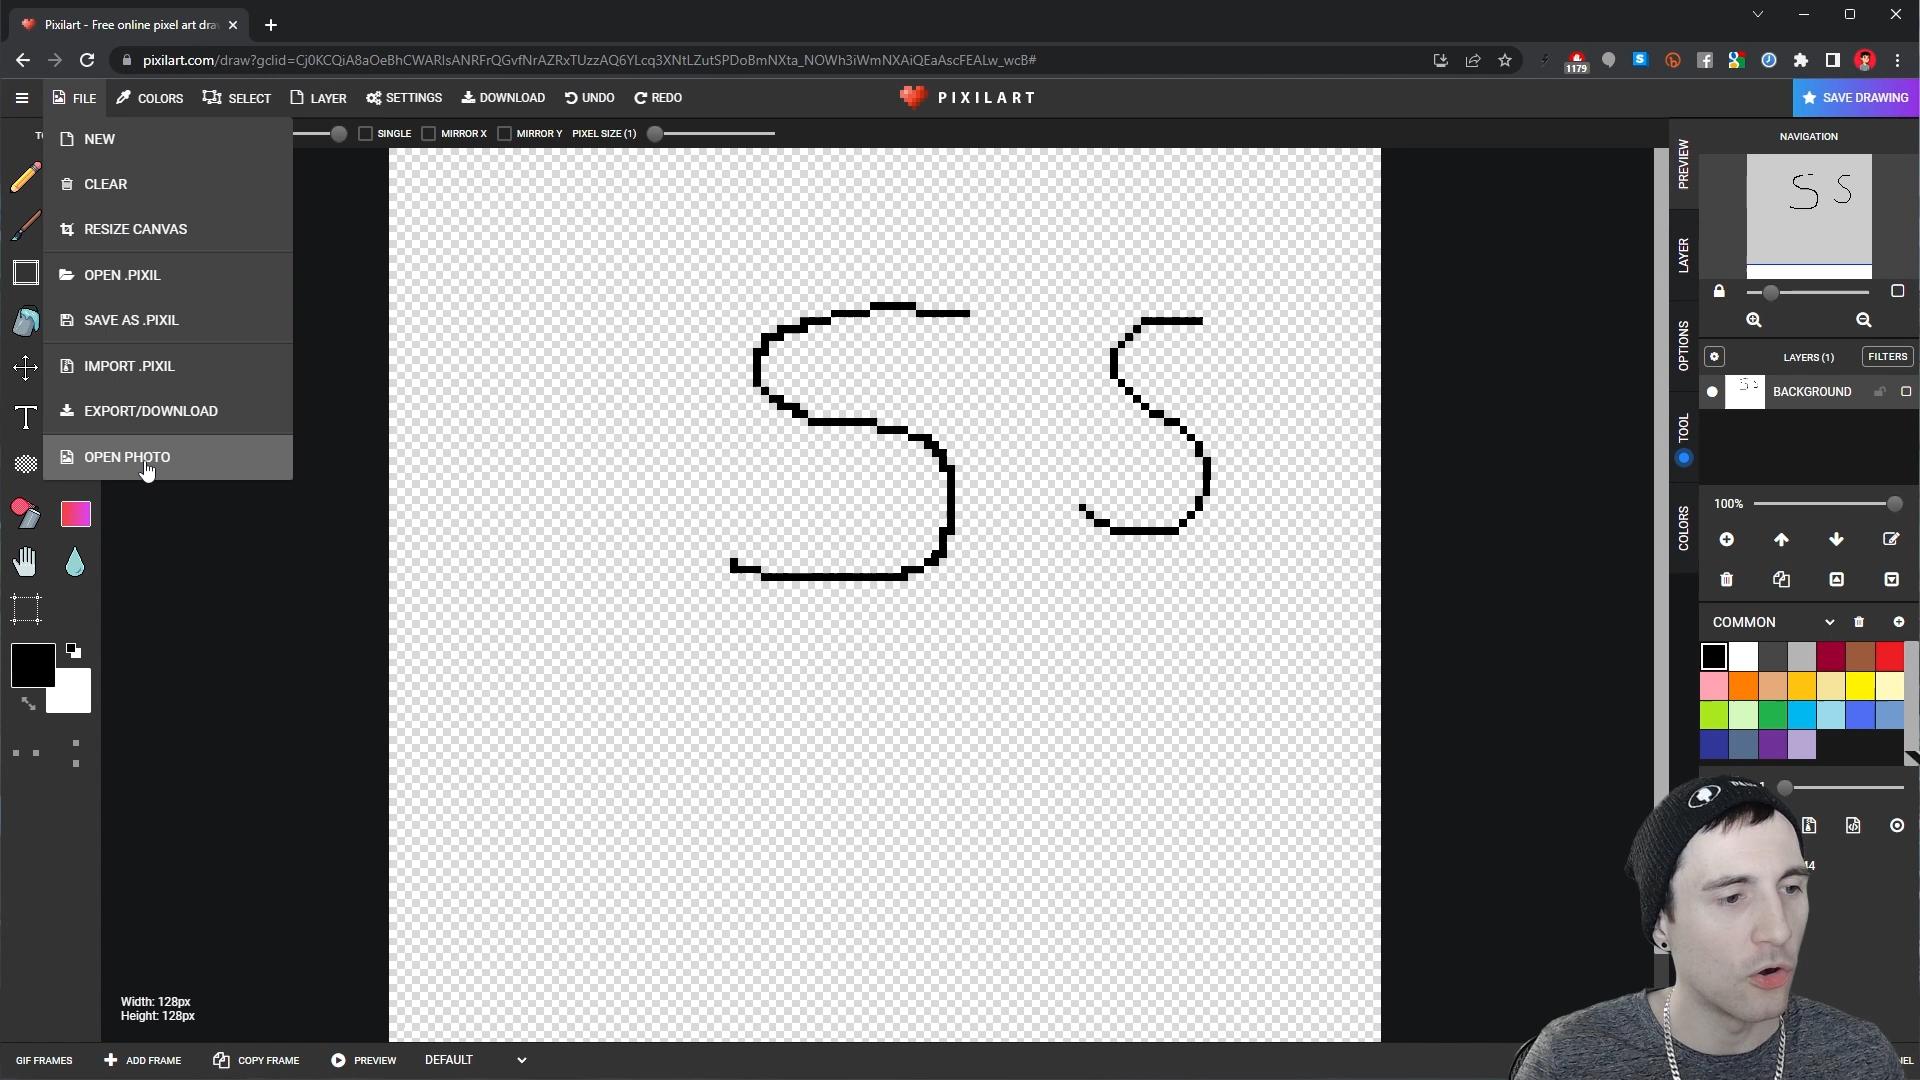 Pixilart - Free online pixel art dra
pixilart.com/draw?gclid=Cj0KCQiA8aOeBhCWARIsANRFrQGvfNrAZRxTUzzAQ6YLcq3XNtLZutSPDoBmNXta_NOWh3iWmNXAiQEaAscFEALw_wcB#
1179
FILE COLORS SELECT LAYER SETTINGS DOWNLOAD UNDO REDO
PIXILART
SAVE DRAWING
SINGLE MIRROR X MIRROR Y PIXEL SIZE (1)
NEW
CLEAR
RESIZE CANVAS
OPEN .PIXIL
SAVE AS .PIXIL
IMPORT .PIXIL
EXPORT/DOWNLOAD
OPEN PHOTO
S S
Width: 128px
Height: 128px
PREVIEW
LAYER
OPTIONS
TOOL
COLORS
NAVIGATION
S S
LAYERS (1) FILTERS
BACKGROUND
100%
COMMON
GIF FRAMES ADD FRAME COPY FRAME PREVIEW DEFAULT